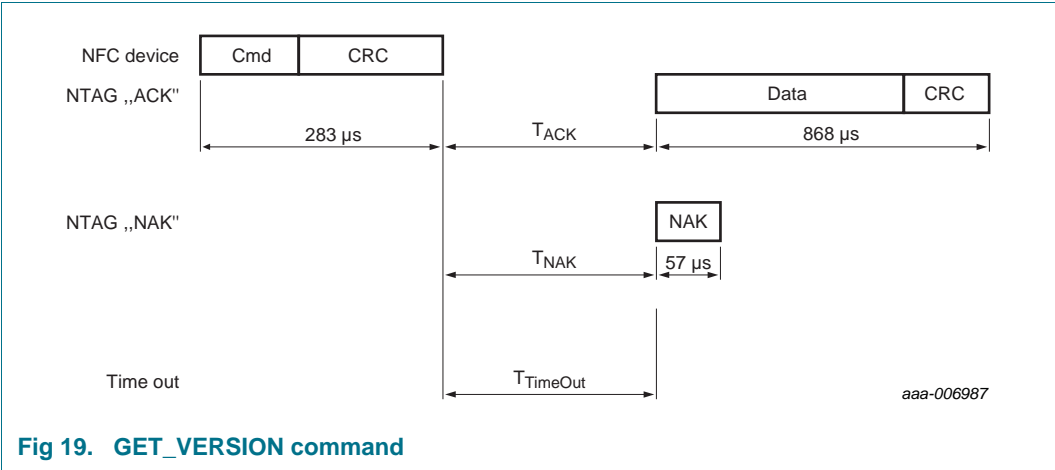 NFC device Cmd CRC
NTAG ,,ACK" Data CRC
283 µs TACK 868 µs
NTAG ,,NAK" NAK
TNAK 57 µs
Time out TTimeOut
aaa-006987
Fig 19. GET_VERSION command